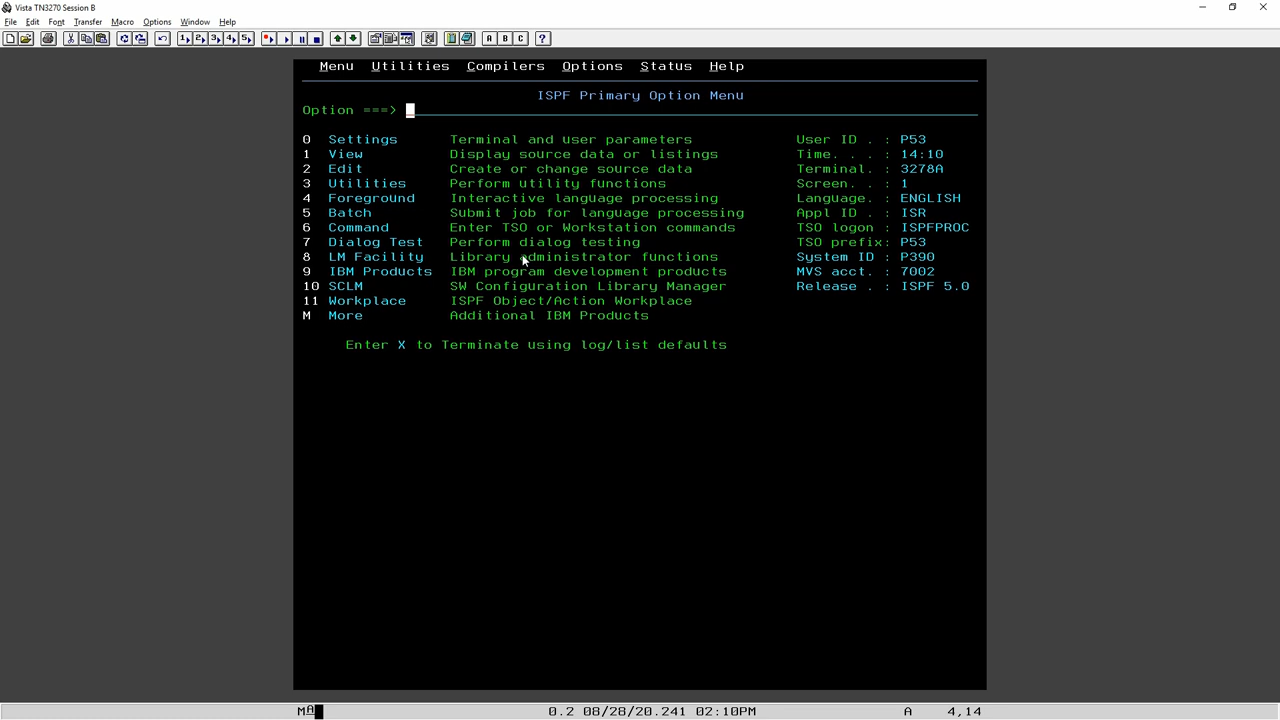 Vista TN3270 Session B
File Edit Font Transfer Macro Options Window Help
1 2 3 4 5 A B C ?
Menu Utilities Compilers Options Status Help
ISPF Primary Option Menu
Option ===>
0 Settings Terminal and user parameters User ID . : P53
1 View Display source data or listings Time. . . : 14:10
2 Edit Create or change source data Terminal. : 3278A
3 Utilities Perform utility functions Screen. . : 1
4 Foreground Interactive language processing Language. : ENGLISH
5 Batch Submit job for language processing Appl ID . : ISR
6 Command Enter TSO or Workstation commands TSO logon : ISPFPROC
7 Dialog Test Perform dialog testing TSO prefix: P53
8 LM Facility Library administrator functions System ID : P390
9 IBM Products IBM program development products MVS acct. : 7002
10 SCLM SW Configuration Library Manager Release . : ISPF 5.0
11 Workplace ISPF Object/Action Workplace
M More Additional IBM Products
Enter X to Terminate using log/list defaults
MA 0.2 08/28/20.241 02:10PM A 4,14